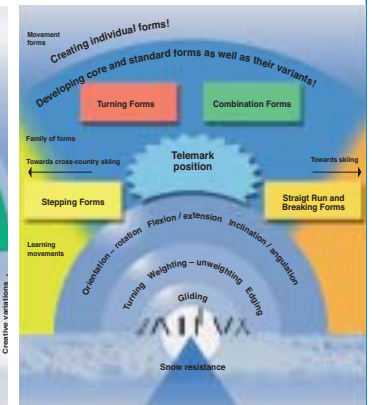 Movement
forms
Creating individual forms!
Developing core and standard forms as well as their variants!
Turning Forms
Combination Forms
Family of forms
Towards cross-country skiing
Telemark
position
Towards skiing
Stepping Forms
Straigt Run and
Breaking Forms
Learning
movements
Orientation – rotation Flexion / extension Inclination / angulation
Turning Weighting – unweighting Edging
Gliding
Snow resistance
Creative variations